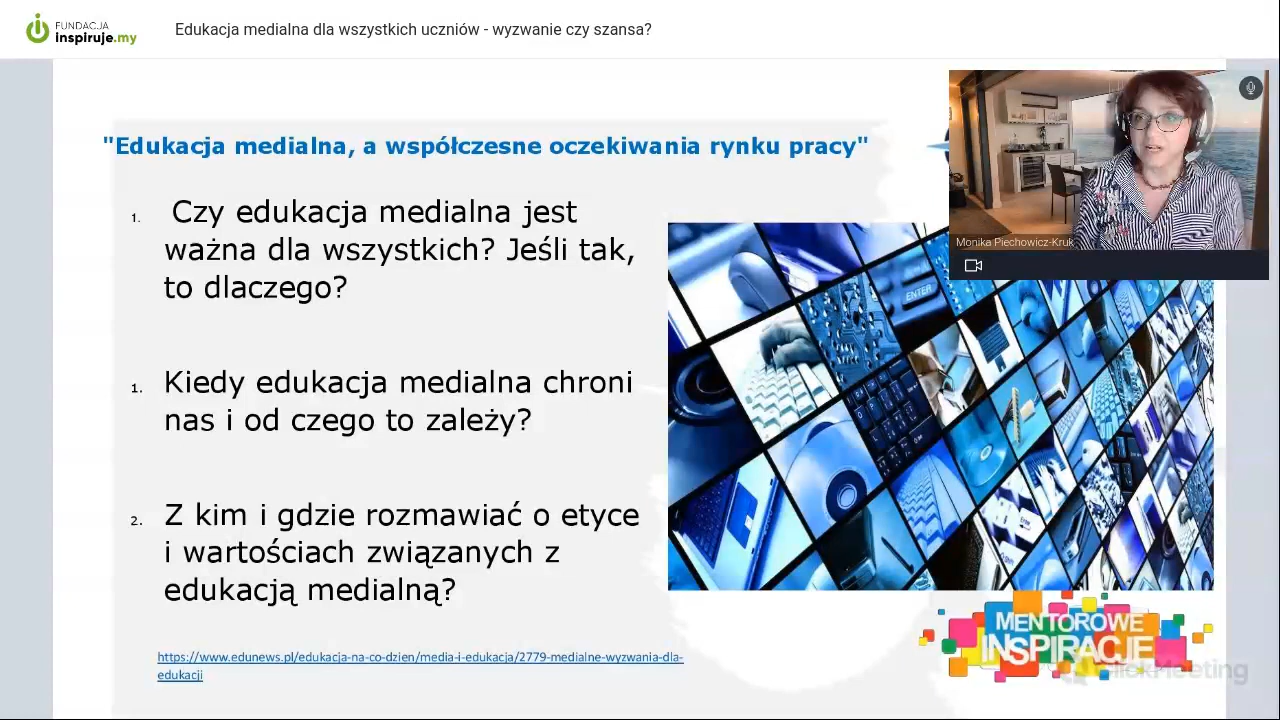 FUNDACJA
inspiruje.my
Edukacja medialna dla wszystkich uczniów - wyzwanie czy szansa?
"Edukacja medialna, a współczesne oczekiwania rynku pracy"
1. Czy edukacja medialna jest
ważna dla wszystkich? Jeśli tak,
to dlaczego?
1. Kiedy edukacja medialna chroni
nas i od czego to zależy?
2. Z kim i gdzie rozmawiać o etyce
i wartościach związanych z
edukacją medialną?
https://www.edunews.pl/edukacja-na-co-dzien/media-i-edukacja/2779-medialne-wyzwania-dla-
edukacji
Monika Piechowicz-Kruk
ENTER
MENTOROWE
INSPIRACJE
ClickMeeting